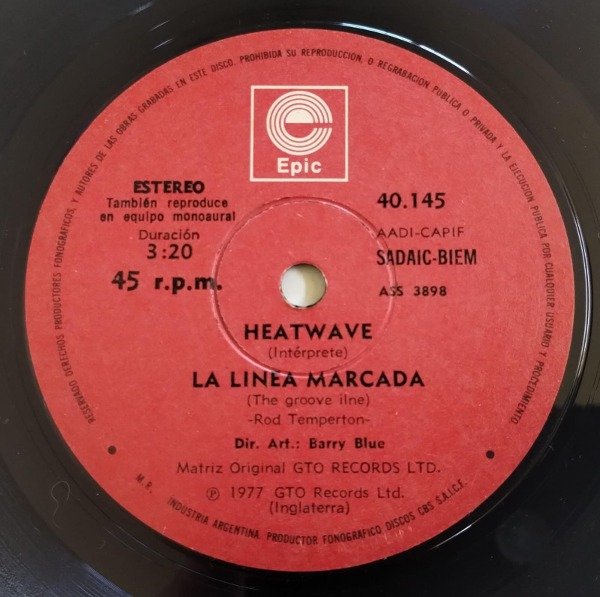 RESERVADO DERECHOS PRODUCTORES FONOGRAFICOS, Y AUTORES DE LAS OBRAS GRABADAS EN ESTE DISCO. PROHIBIDA SU REPRODUCCION, O REGRABACION PUBLICA O PRIVADA Y LA EJECUCION PUBLICA POR CUALQUIER USUARIO Y PROCEDIMIENTO
Epic
ESTEREO
También reproduce
en equipo monoaural
Duración
3:20
45 r.p.m.
40.145
AADI-CAPIF
SADAIC-BIEM
ASS 3898
HEATWAVE
(Intérprete)
LA LINEA MARCADA
(The groove ilne)
-Rod Temperton-
Dir. Art.: Barry Blue
Matriz Original GTO RECORDS LTD.
℗ 1977 GTO Records Ltd.
(Inglaterra)
M.R. INDUSTRIA ARGENTINA. PRODUCTOR FONOGRAFICO DISCOS CBS S.A.I.C.F.